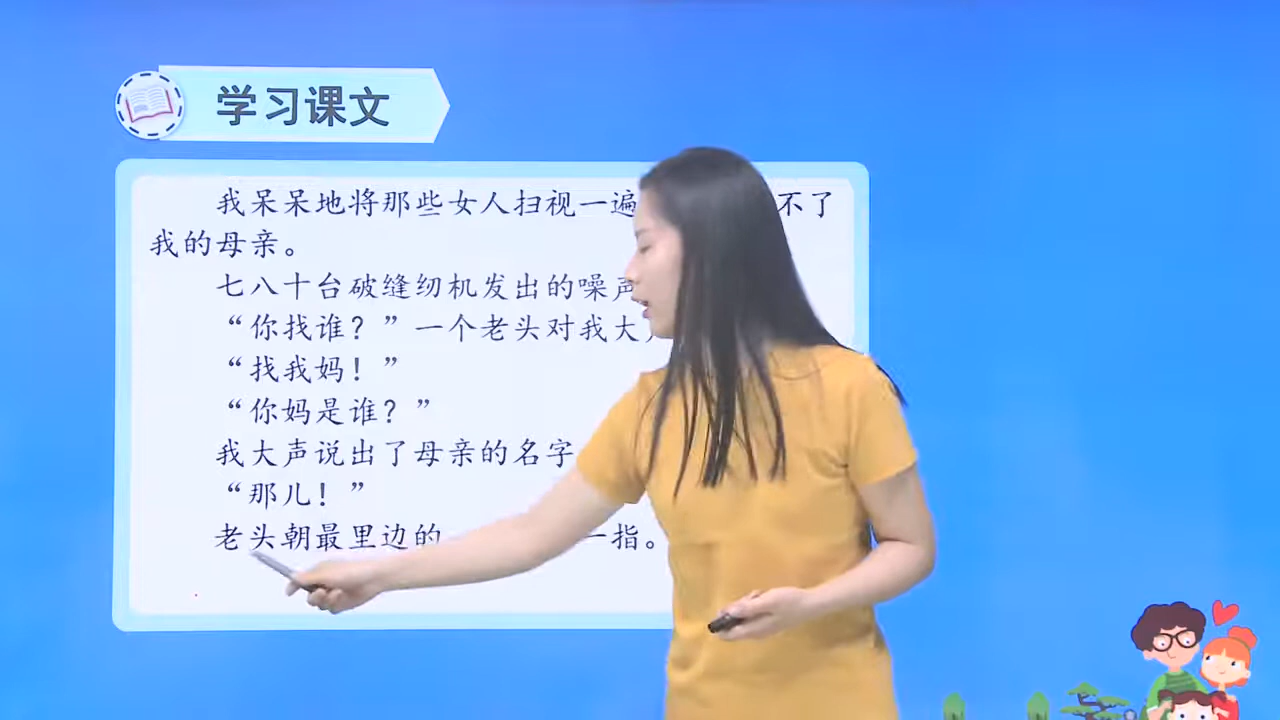 学习课文
我呆呆地将那些女人扫视一遍不了
我的母亲。
七八十台破缝纫机发出的噪声
“你找谁？”一个老头对我大
“找我妈！”
“你妈是谁？”
我大声说出了母亲的名字
“那儿！”
老头朝最里边的一指。